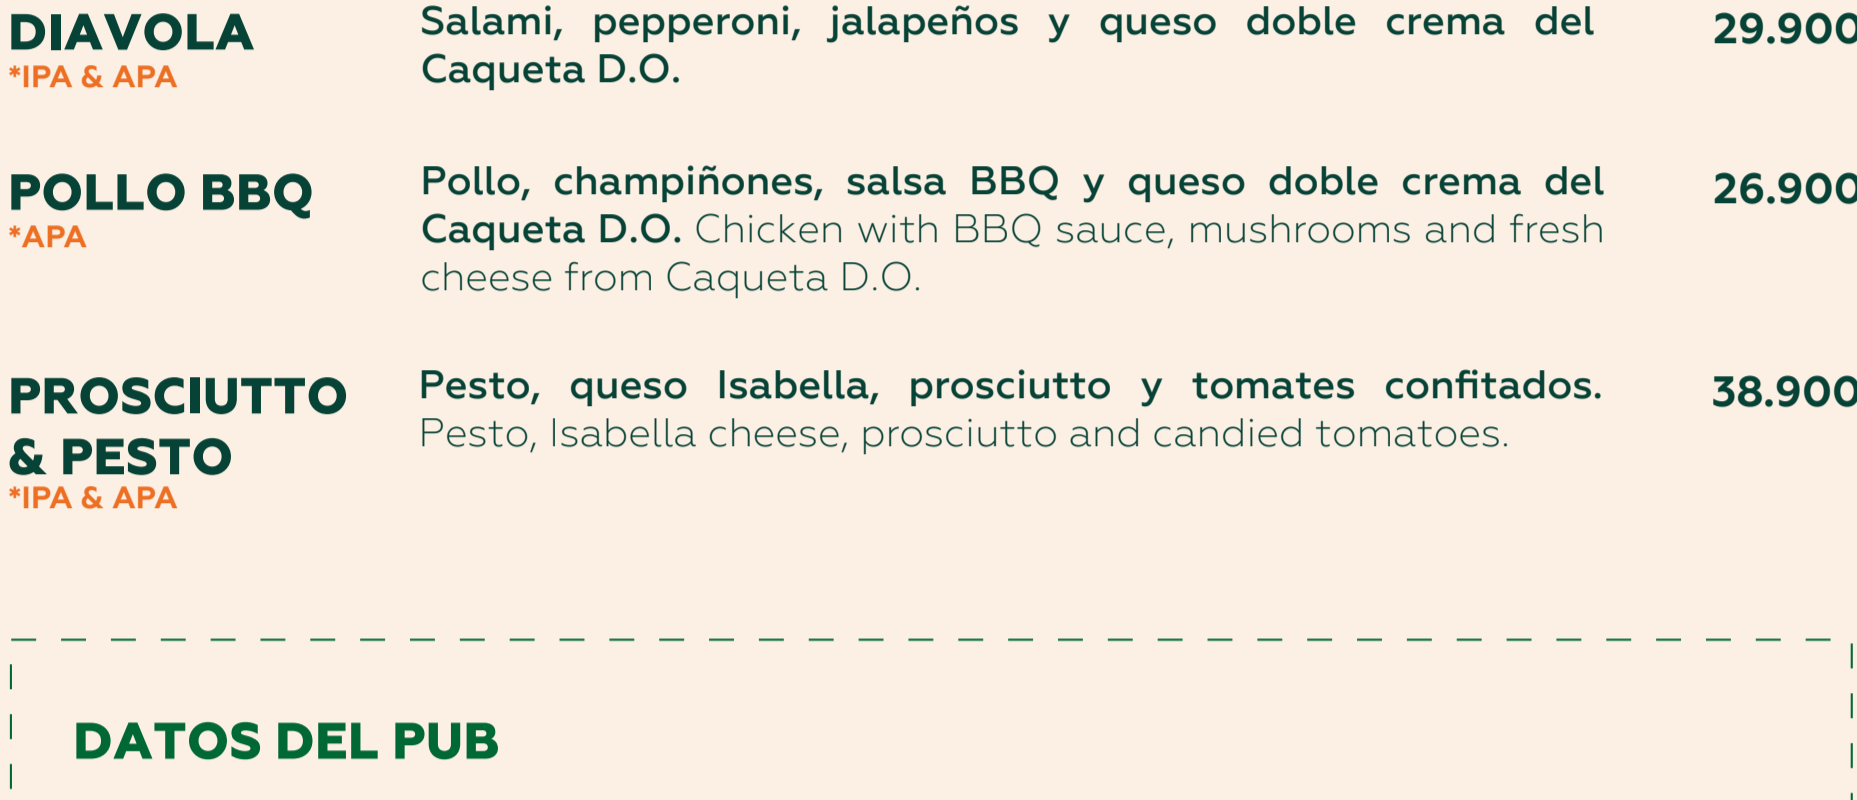 DIAVOLA
*IPA & APA
Salami, pepperoni, jalapeños y queso doble crema del
Caqueta D.O.
29.900
POLLO BBQ
*APA
Pollo, champiñones, salsa BBQ y queso doble crema del
Caqueta D.O. Chicken with BBQ sauce, mushrooms and fresh
cheese from Caqueta D.O.
26.900
PROSCIUTTO
& PESTO
*IPA & APA
Pesto, queso Isabella, prosciutto y tomates confitados.
Pesto, Isabella cheese, prosciutto and candied tomatoes.
38.900
DATOS DEL PUB